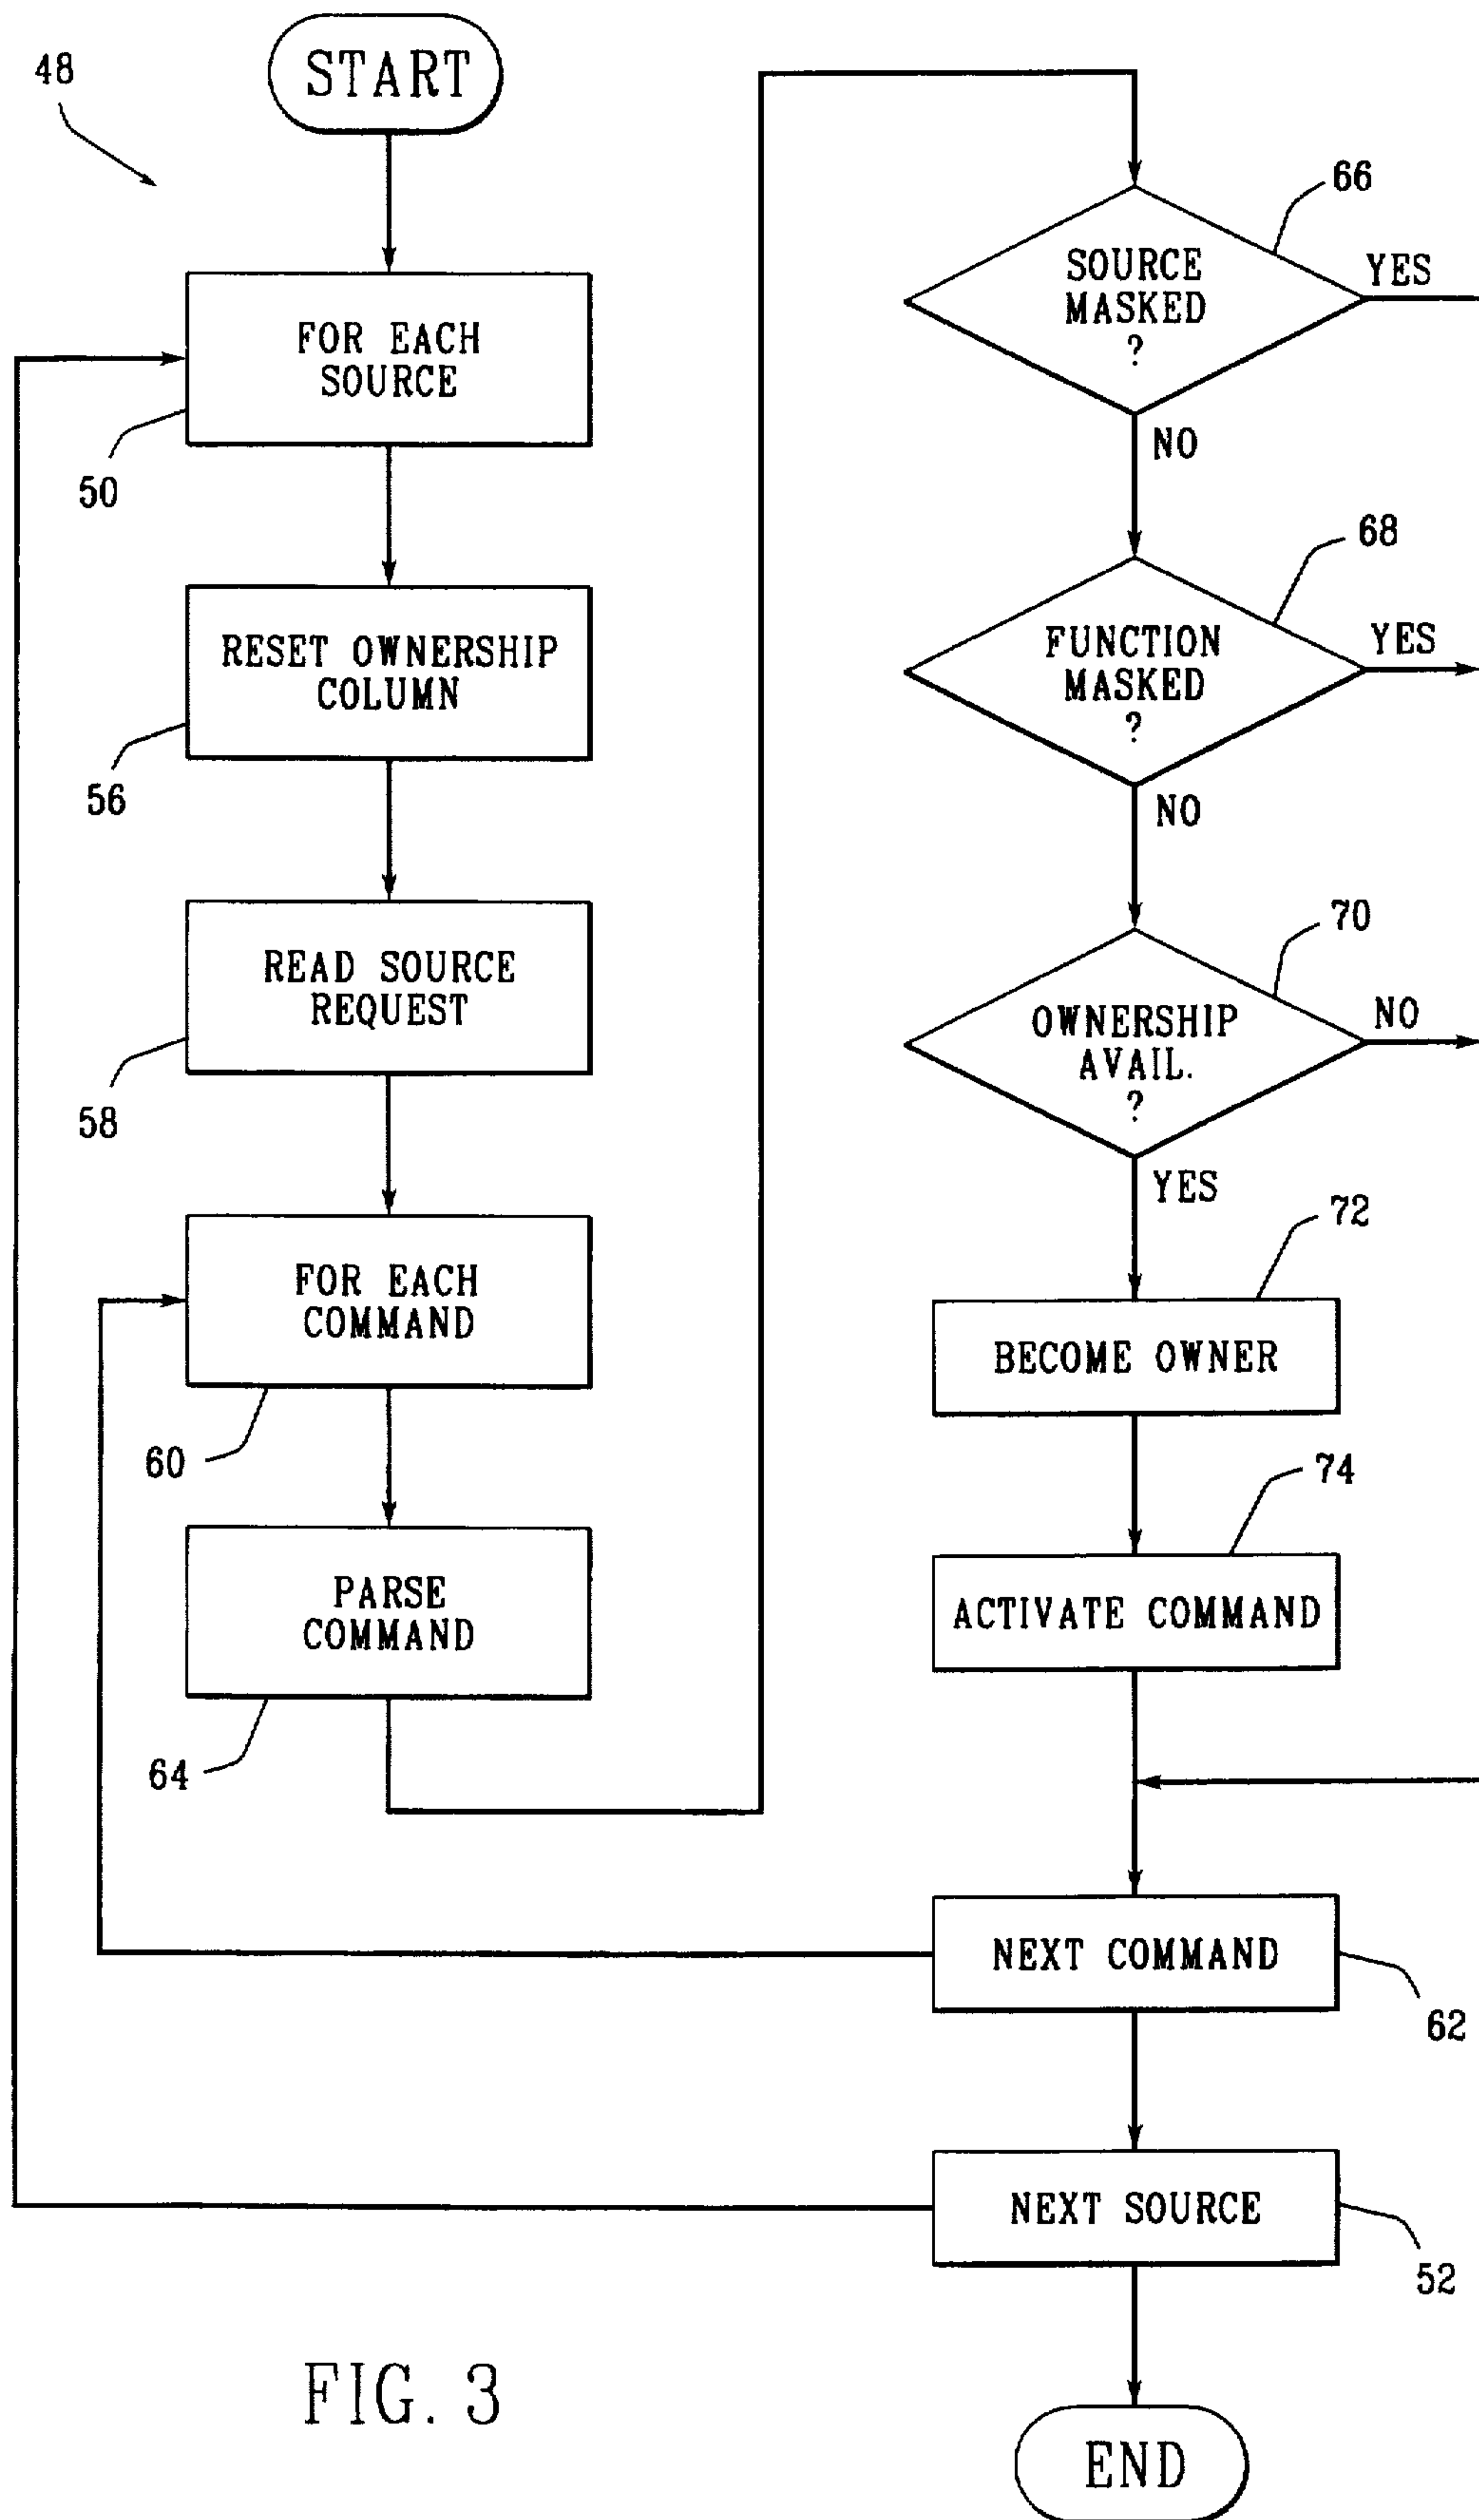 48
START
FOR EACH
SOURCE
50
RESET OWNERSHIP
COLUMN
56
READ SOURCE
REQUEST
58
FOR EACH
COMMAND
60
PARSE
COMMAND
64
66
SOURCE
MASKED
?
YES
NO
68
FUNCTION
MASKED
?
YES
NO
70
OWNERSHIP
AVAIL.
?
NO
YES
72
BECOME OWNER
74
ACTIVATE COMMAND
NEXT COMMAND
62
NEXT SOURCE
52
END
FIG. 3